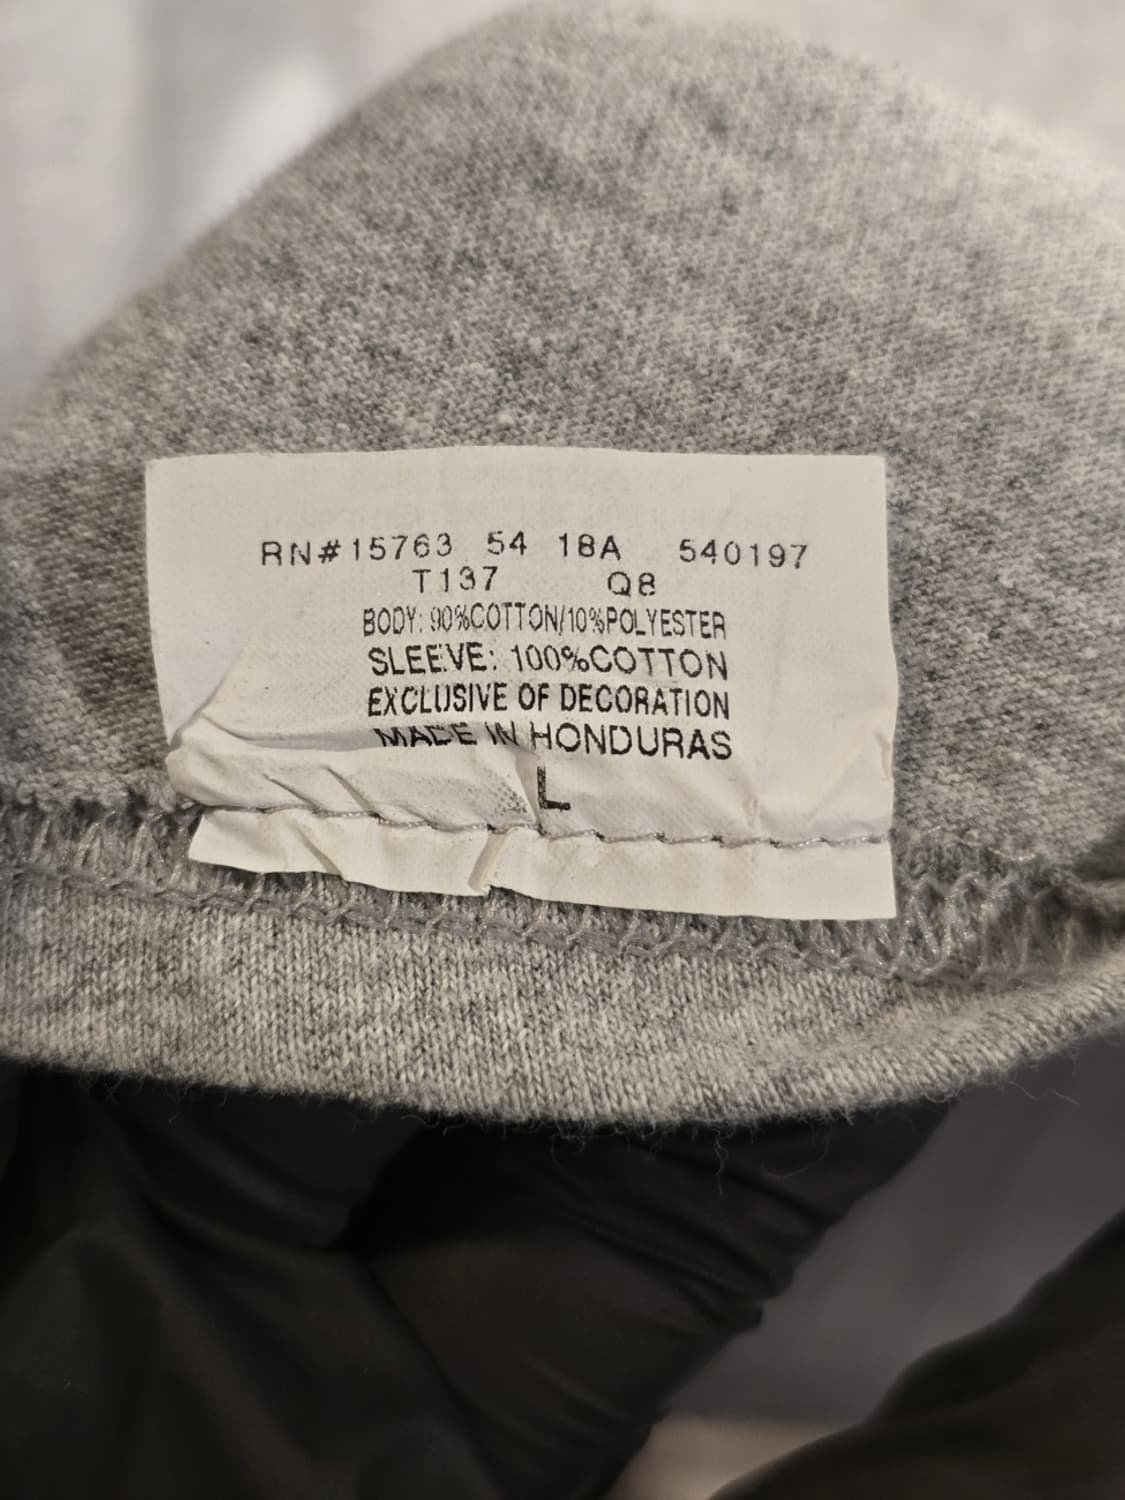 RN#15763 54 18A 540197
T137 Q8
BODY: 90%COTTON/10%POLYESTER
SLEEVE: 100%COTTON
EXCLUSIVE OF DECORATION
MADE IN HONDURAS
L